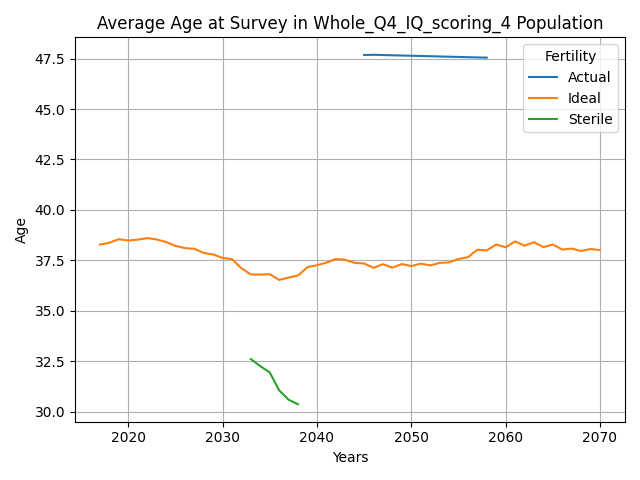 Average Age at Survey in Whole_Q4_IQ_scoring_4 Population
Fertility
Actual
Ideal
Sterile
Age
47.5
45.0
42.5
40.0
37.5
35.0
32.5
30.0
2020 2030 2040 2050 2060 2070
Years